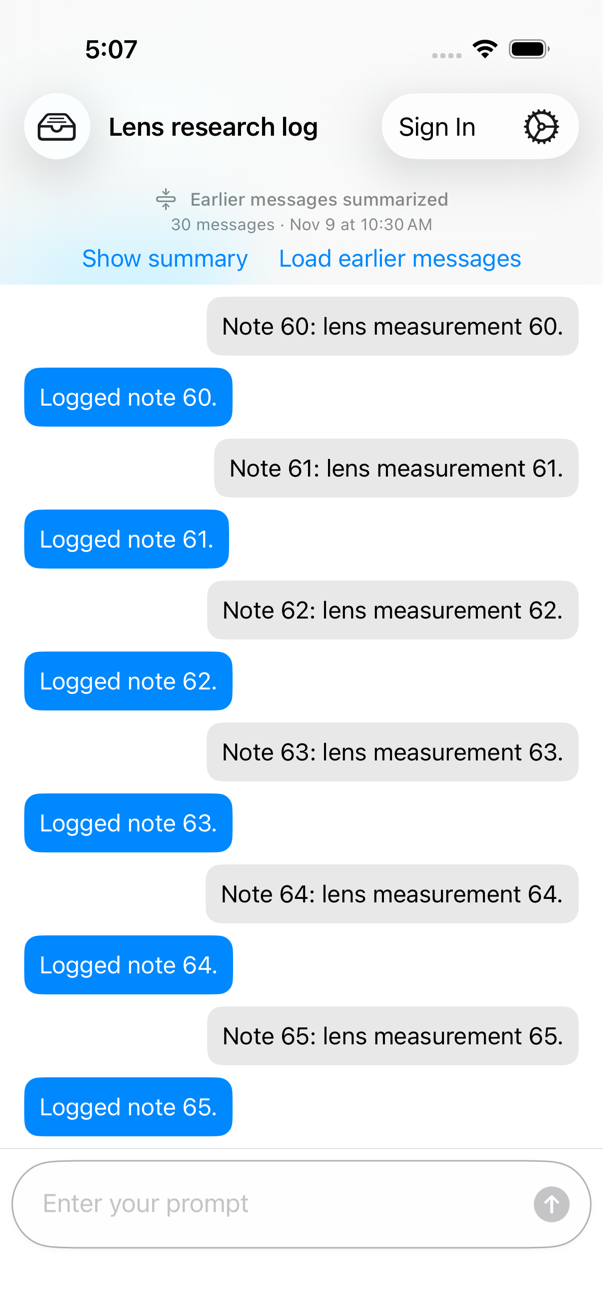 5:07
Lens research log
Sign In
Earlier messages summarized
30 messages · Nov 9 at 10:30 AM
Show summary
Load earlier messages
Note 60: lens measurement 60.
Logged note 60.
Note 61: lens measurement 61.
Logged note 61.
Note 62: lens measurement 62.
Logged note 62.
Note 63: lens measurement 63.
Logged note 63.
Note 64: lens measurement 64.
Logged note 64.
Note 65: lens measurement 65.
Logged note 65.
Enter your prompt